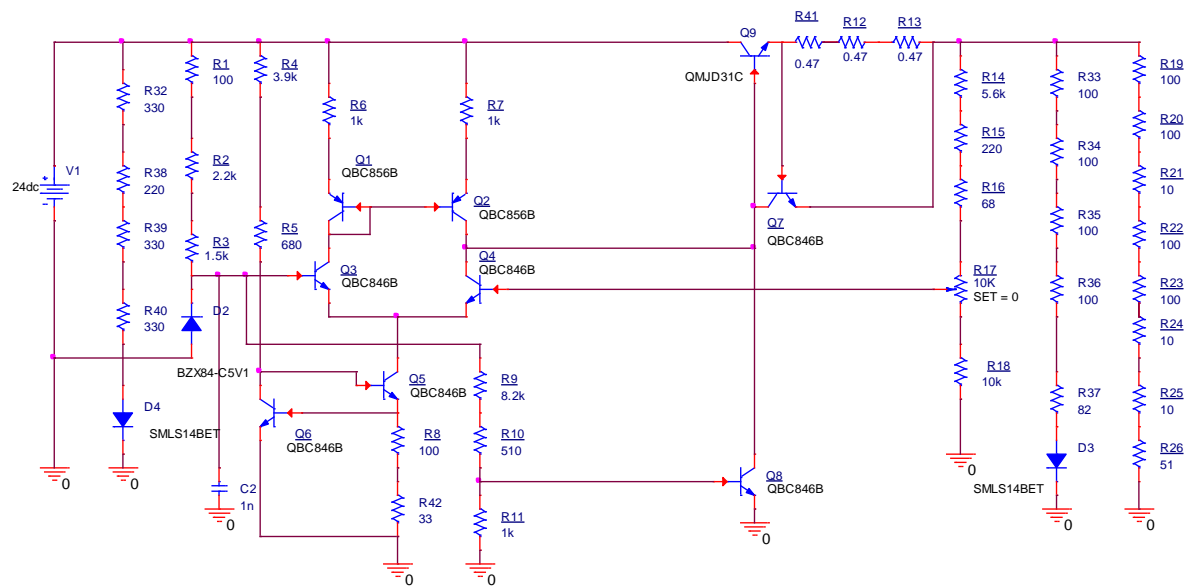 R41
R12
R13
0.47
0.47
0.47
Q9
QMJD31C
R1
100
R4
3.9k
R32
330
R6
1k
R7
1k
R14
5.6k
R33
100
R19
100
R15
220
R20
100
R34
100
R2
2.2k
R38
220
Q1
QBC856B
V1
24dc
Q2
QBC856B
R16
68
R21
10
R35
100
R39
330
R3
1.5k
R5
680
Q7
QBC846B
R22
100
Q3
QBC846B
Q4
QBC846B
R17
10K
SET = 0
R36
100
R23
100
R40
330
D2
BZX84-C5V1
R24
10
R18
10k
Q5
QBC846B
R9
8.2k
R37
82
R25
10
D4
SMLS14BET
Q6
QBC846B
R8
100
R10
510
D3
SMLS14BET
R26
51
Q8
QBC846B
0
0
0
0
0
C2
1n
R42
33
R11
1k
0
0
0
0